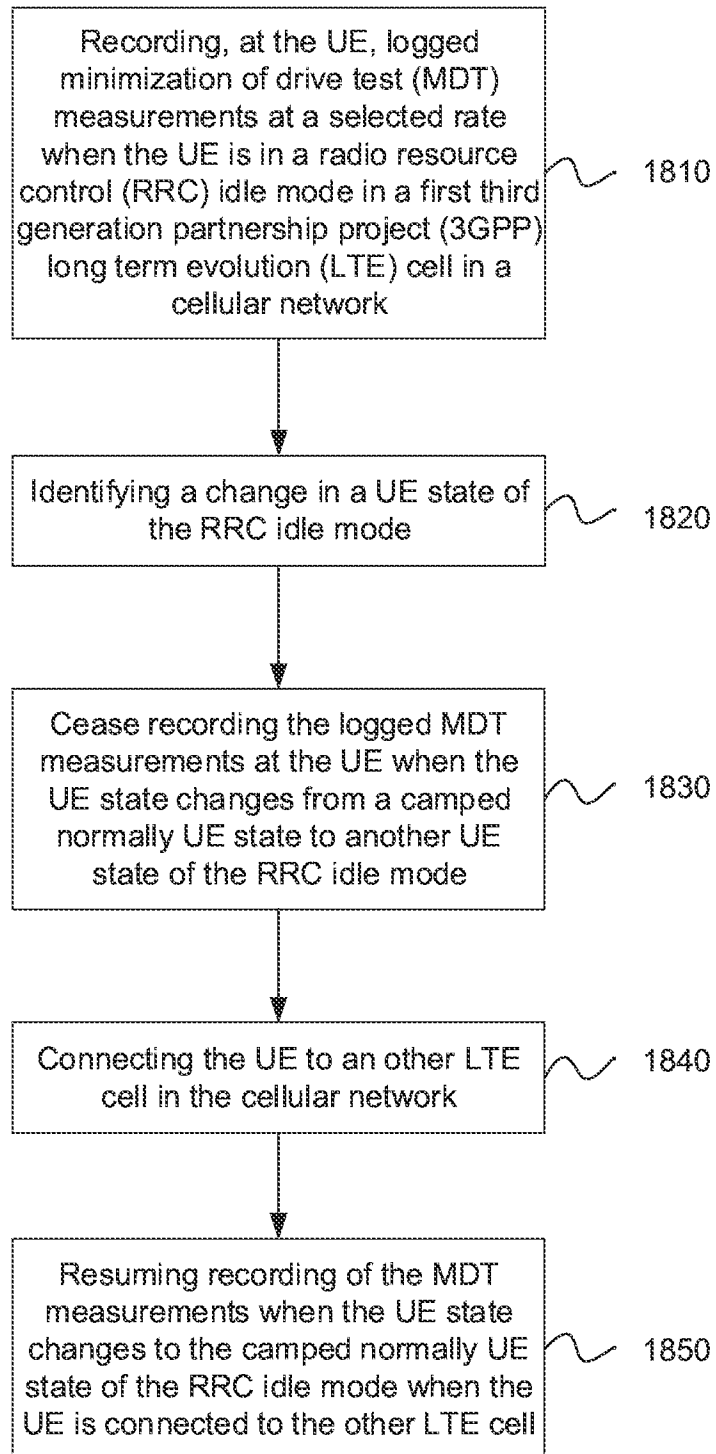 Recording, at the UE, logged
minimization of drive test (MDT)
measurements at a selected rate
when the UE is in a radio resource
control (RRC) idle mode in a first third
generation partnership project (3GPP)
long term evolution (LTE) cell in a
cellular network
1810
Identifying a change in a UE state of
the RRC idle mode
1820
Cease recording the logged MDT
measurements at the UE when the
UE state changes from a camped
normally UE state to another UE
state of the RRC idle mode
1830
Connecting the UE to an other LTE
cell in the cellular network
1840
Resuming recording of the MDT
measurements when the UE state
changes to the camped normally UE
state of the RRC idle mode when the
UE is connected to the other LTE cell
1850